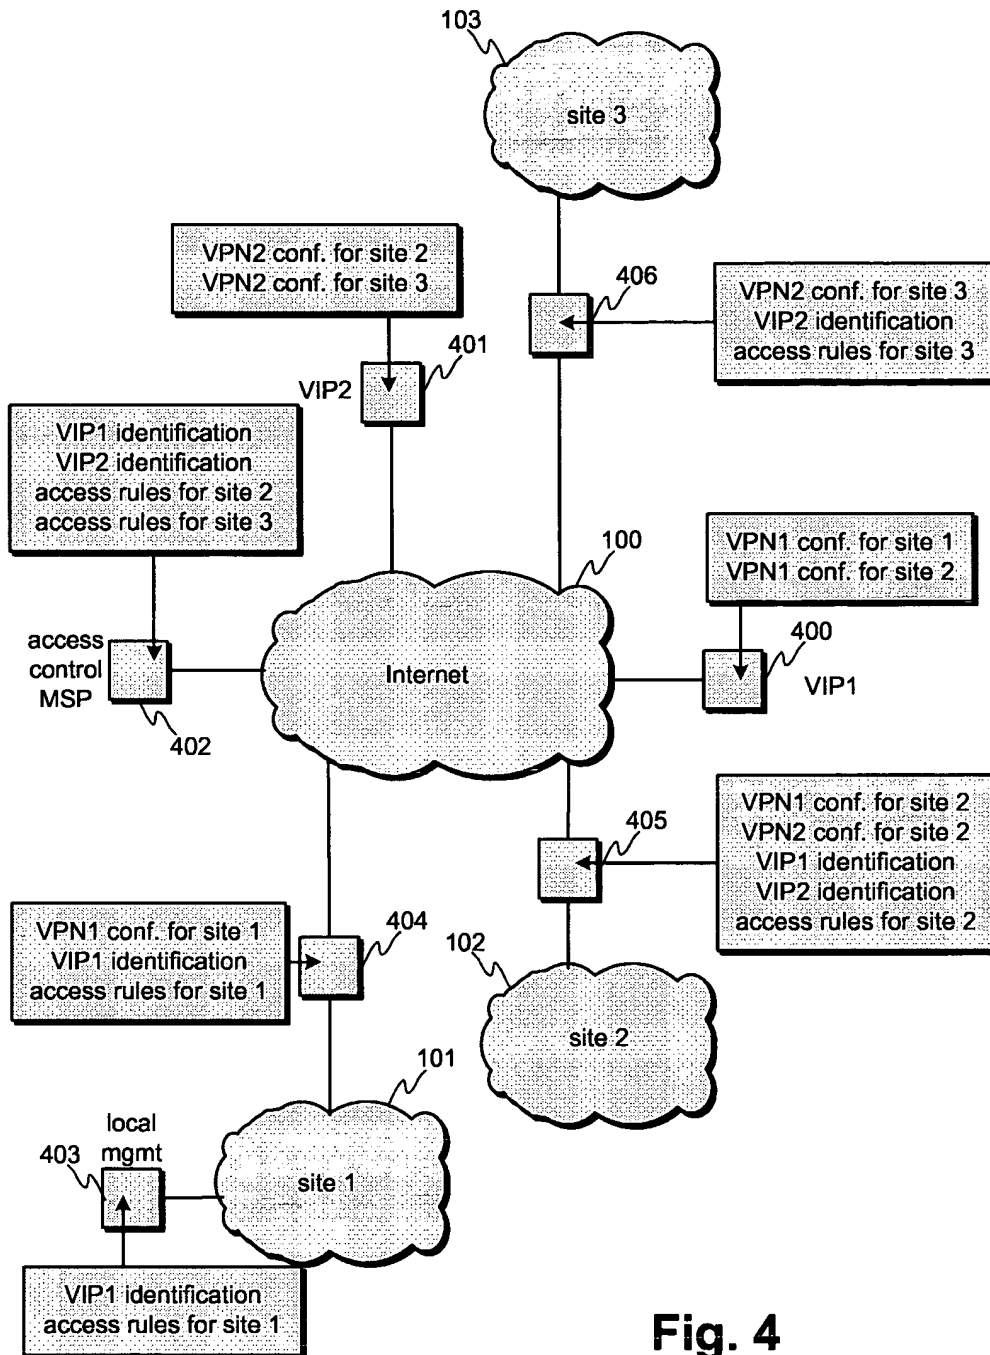 103
site 3
VPN2 conf. for site 2
VPN2 conf. for site 3
406
VPN2 conf. for site 3
VIP2 identification
access rules for site 3
401
VIP2
VIP1 identification
VIP2 identification
access rules for site 2
access rules for site 3
100
VPN1 conf. for site 1
VPN1 conf. for site 2
access
control
MSP
402
Internet
400
VIP1
405
VPN1 conf. for site 2
VPN2 conf. for site 2
VIP1 identification
VIP2 identification
access rules for site 2
VPN1 conf. for site 1
VIP1 identification
access rules for site 1
404
102
site 2
101
local
mgmt
403
site 1
VIP1 identification
access rules for site 1
Fig. 4